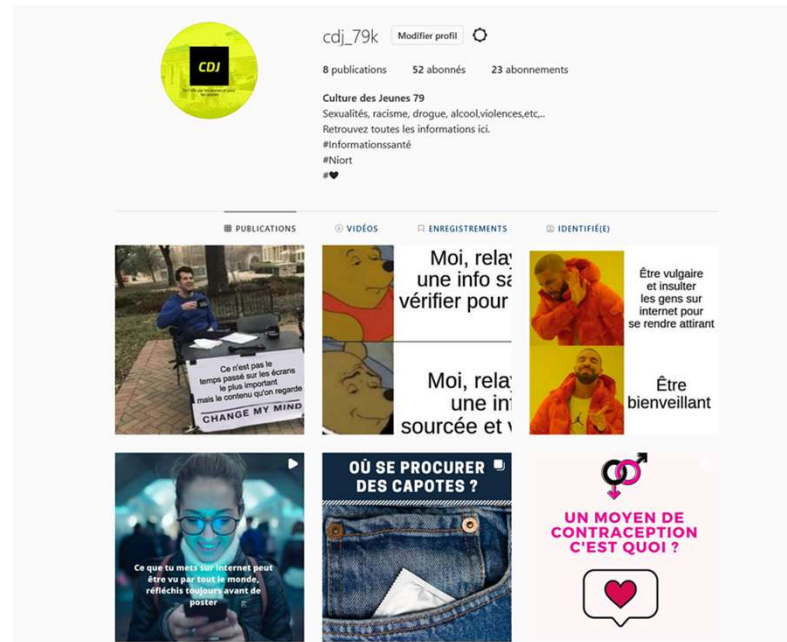 cdj_79k Modifier profil
8 publications 52 abonnés 23 abonnements
CDJ
Culture des Jeunes 79
Sexualités, racisme, drogue, alcool,violences,etc,..
Retrouvez toutes les informations ici.
#Informationssanté
#Niort
#🖤
PUBLICATIONS VIDÉOS ENREGISTREMENTS IDENTIFIÉ(E)
Ce n'est pas le
temps passé sur les écrans
le plus important
mais le contenu qu'on regarde
CHANGE MY MIND
Moi, relay
une info sa
vérifier pour
Moi, relay
une in
sourcée et v
Être vulgaire
et insulter
les gens sur
internet pour
se rendre attirant
Être
bienveillant
Ce que tu mets sur internet peut
être vu par tout le monde,
réfléchis toujours avant de
poster
OÙ SE PROCURER
DES CAPOTES ?
UN MOYEN DE
CONTRACEPTION
C'EST QUOI ?